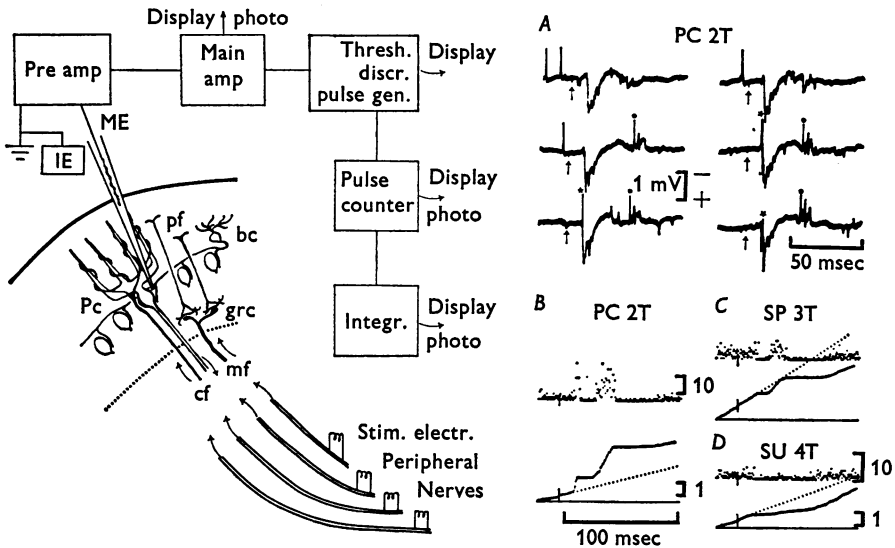 Display photo
Pre amp
Main
amp
Thresh.
discr.
pulse gen.
Display
ME
IE
Pulse
counter
Display
photo
pf
bc
Pc
grc
Integr.
Display
photo
mf
cf
Stim. electr.
Peripheral
Nerves
A
PC 2T
1 mV
−
+
50 msec
B
PC 2T
10
1
100 msec
C
SP 3T
D
SU 4T
10
1